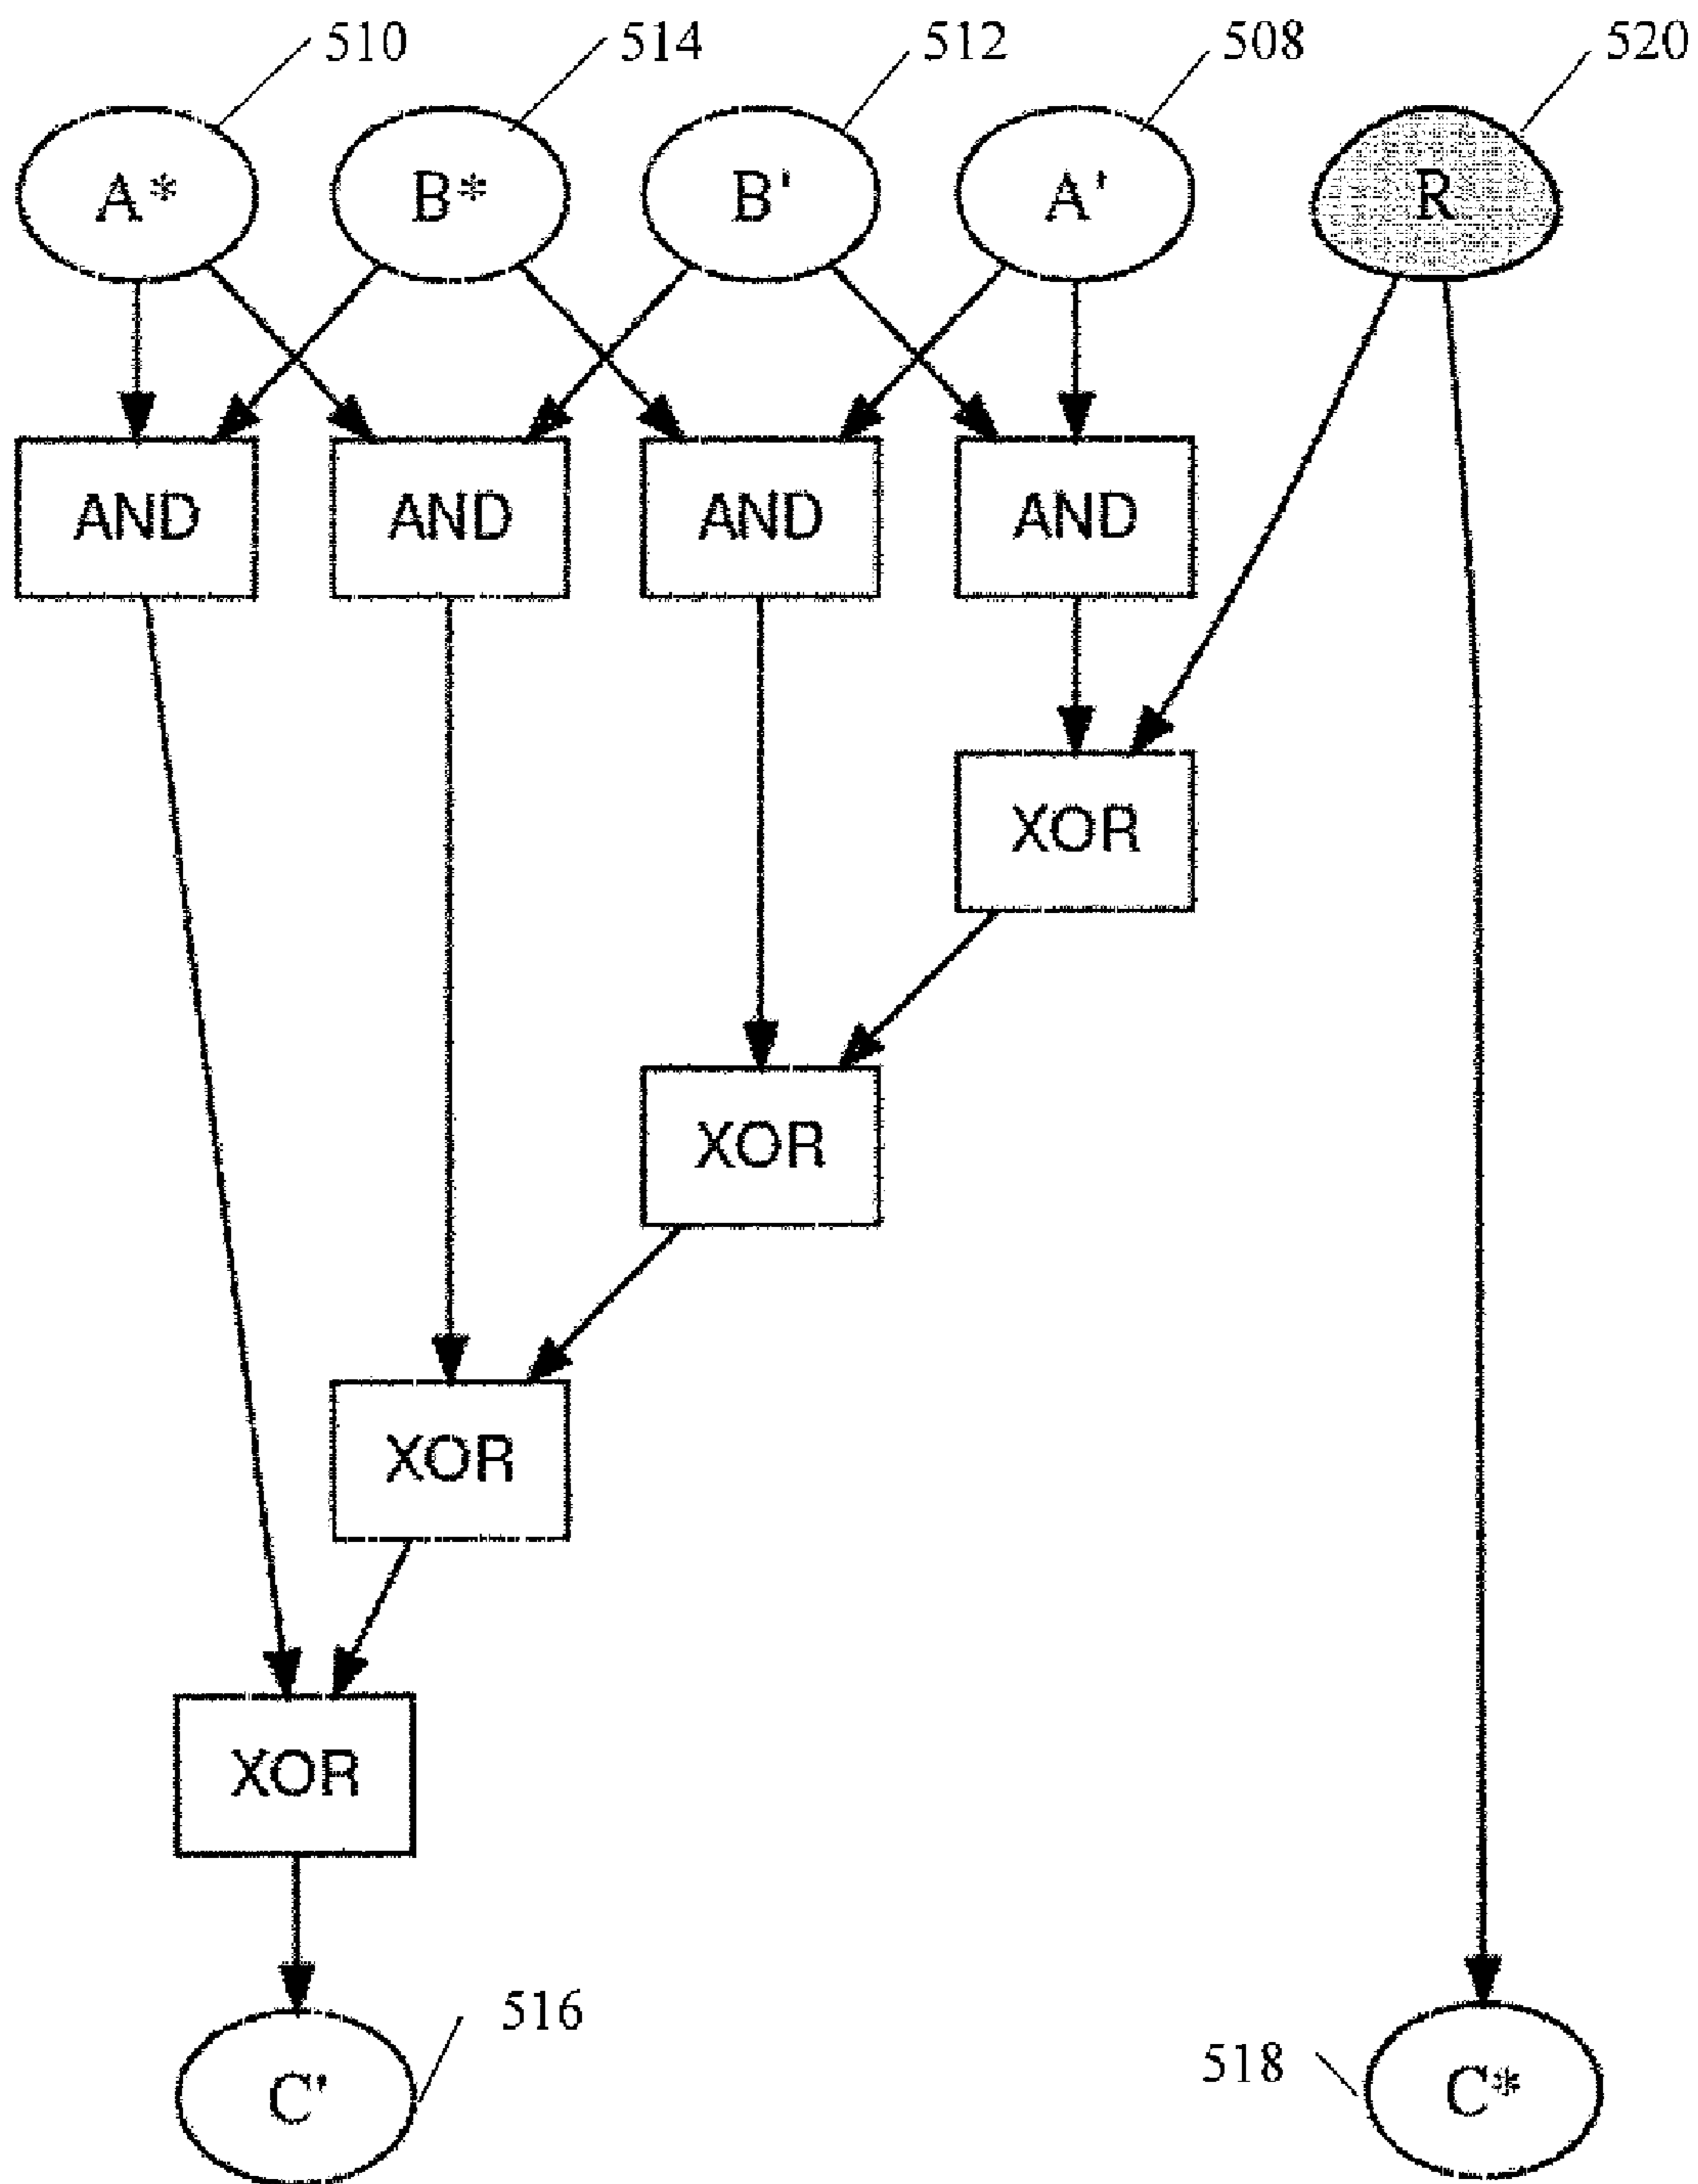 510 514 512 508 520
A* B* B' A' R
AND AND AND AND
XOR
XOR
XOR
XOR
516
518
C' C*